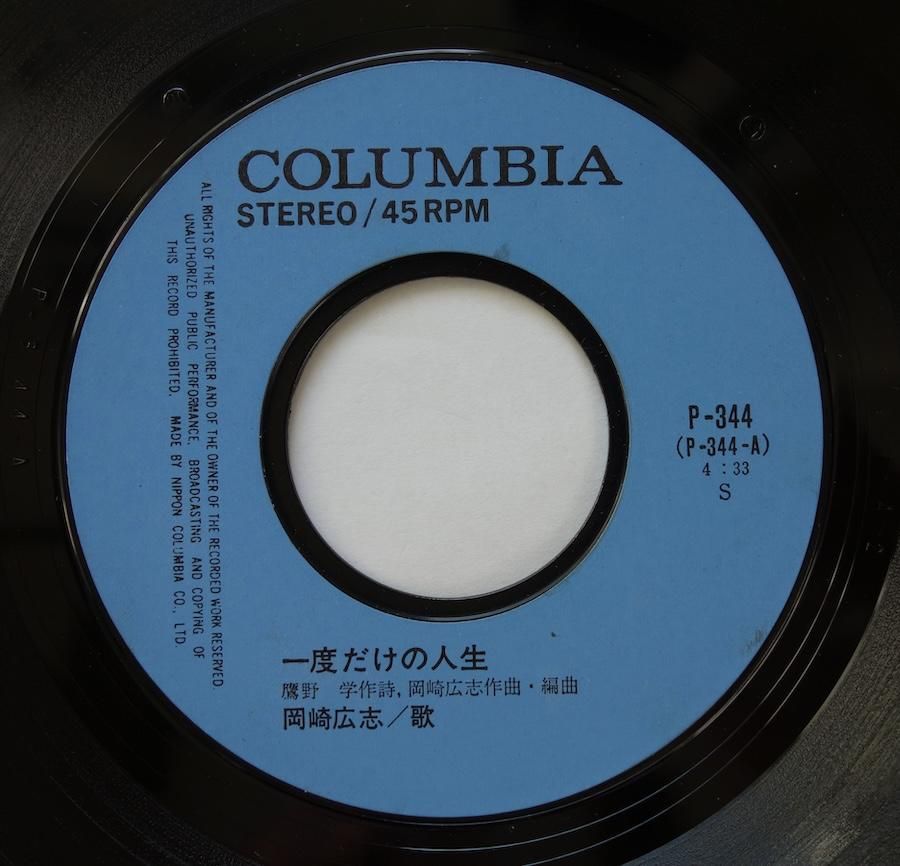 COLUMBIA
STEREO/45RPM
ALL RIGHTS OF THE MANUFACTURER AND OF THE OWNER OF THE RECORDED WORK RESERVED
UNAUTHORIZED PUBLIC PERFORMANCE, BROADCASTING AND COPYING OF
THIS RECORD PROHIBITED. MADE BY NIPPON COLUMBIA CO., LTD.
P-344
(P-344-A)
4:33
S
一度だけの人生
鷹野 学作詩,岡崎広志作曲・編曲
岡崎広志/歌
P-344A